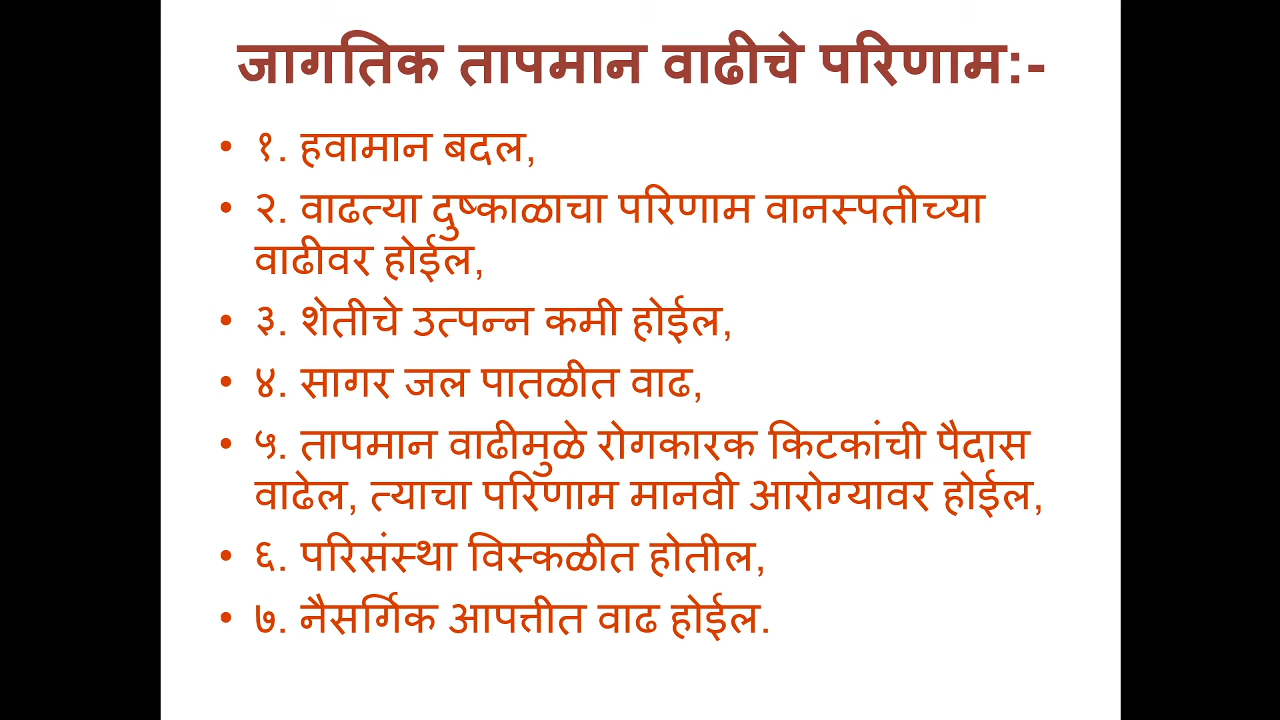 जागतिक तापमान वाढीचे परिणाम:-
• १. हवामान बदल,
• २. वाढत्या दुष्काळाचा परिणाम वानस्पतीच्या
वाढीवर होईल,
• ३. शेतीचे उत्पन्न कमी होईल,
• ४. सागर जल पातळीत वाढ,
• ५. तापमान वाढीमुळे रोगकारक किटकांची पैदास
वाढेल, त्याचा परिणाम मानवी आरोग्यावर होईल,
• ६. परिसंस्था विस्कळीत होतील,
• ७. नैसर्गिक आपत्तीत वाढ होईल.